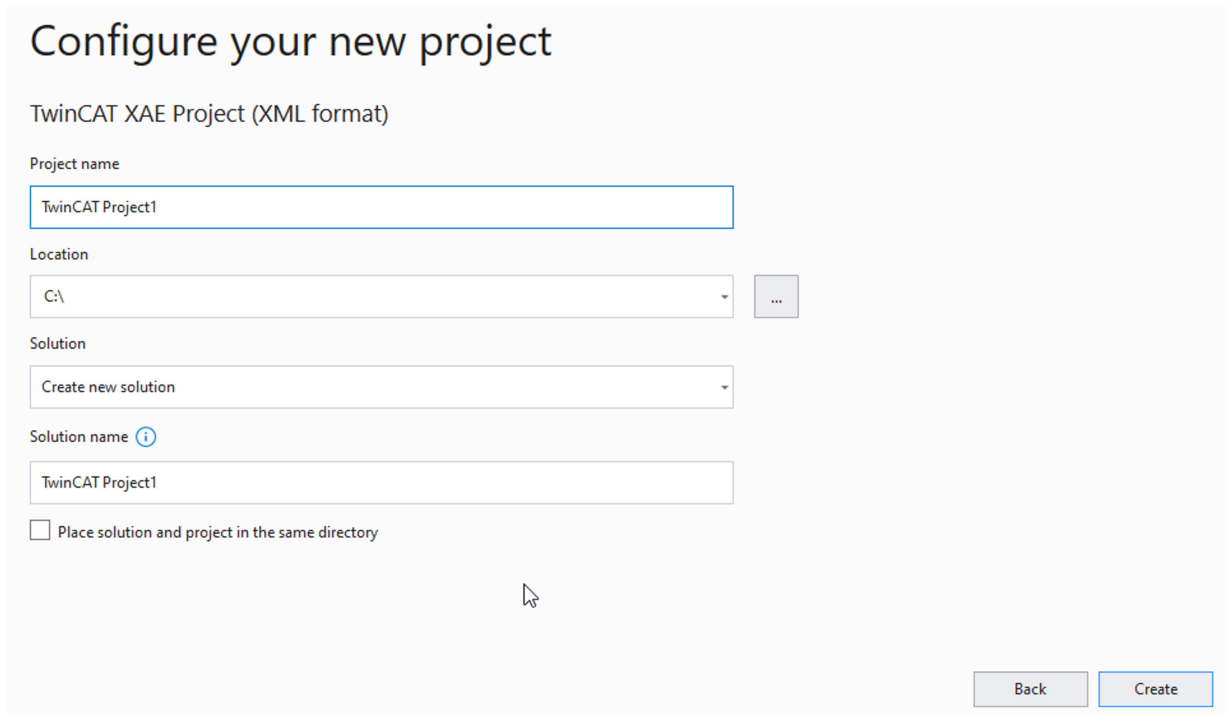 Configure your new project
TwinCAT XAE Project (XML format)
Project name
TwinCAT Project1
Location
C:\
...
Solution
Create new solution
Solution name
TwinCAT Project1
Place solution and project in the same directory
Back
Create